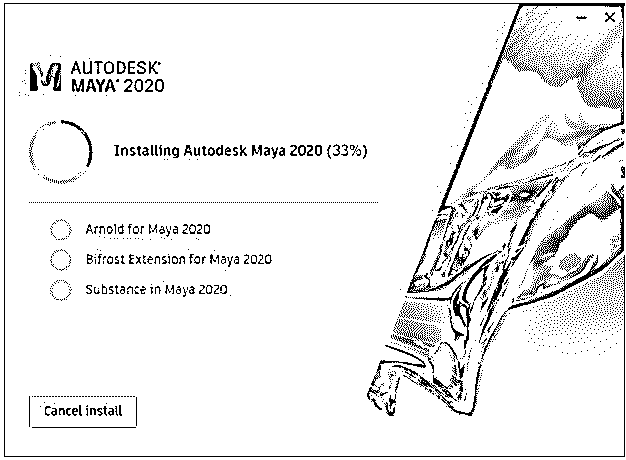 AUTODESK®
MAYA® 2020
Installing Autodesk Maya 2020 (33%)
Arnold for Maya 2020
Bifrost Extension for Maya 2020
Substance in Maya 2020
Cancel install